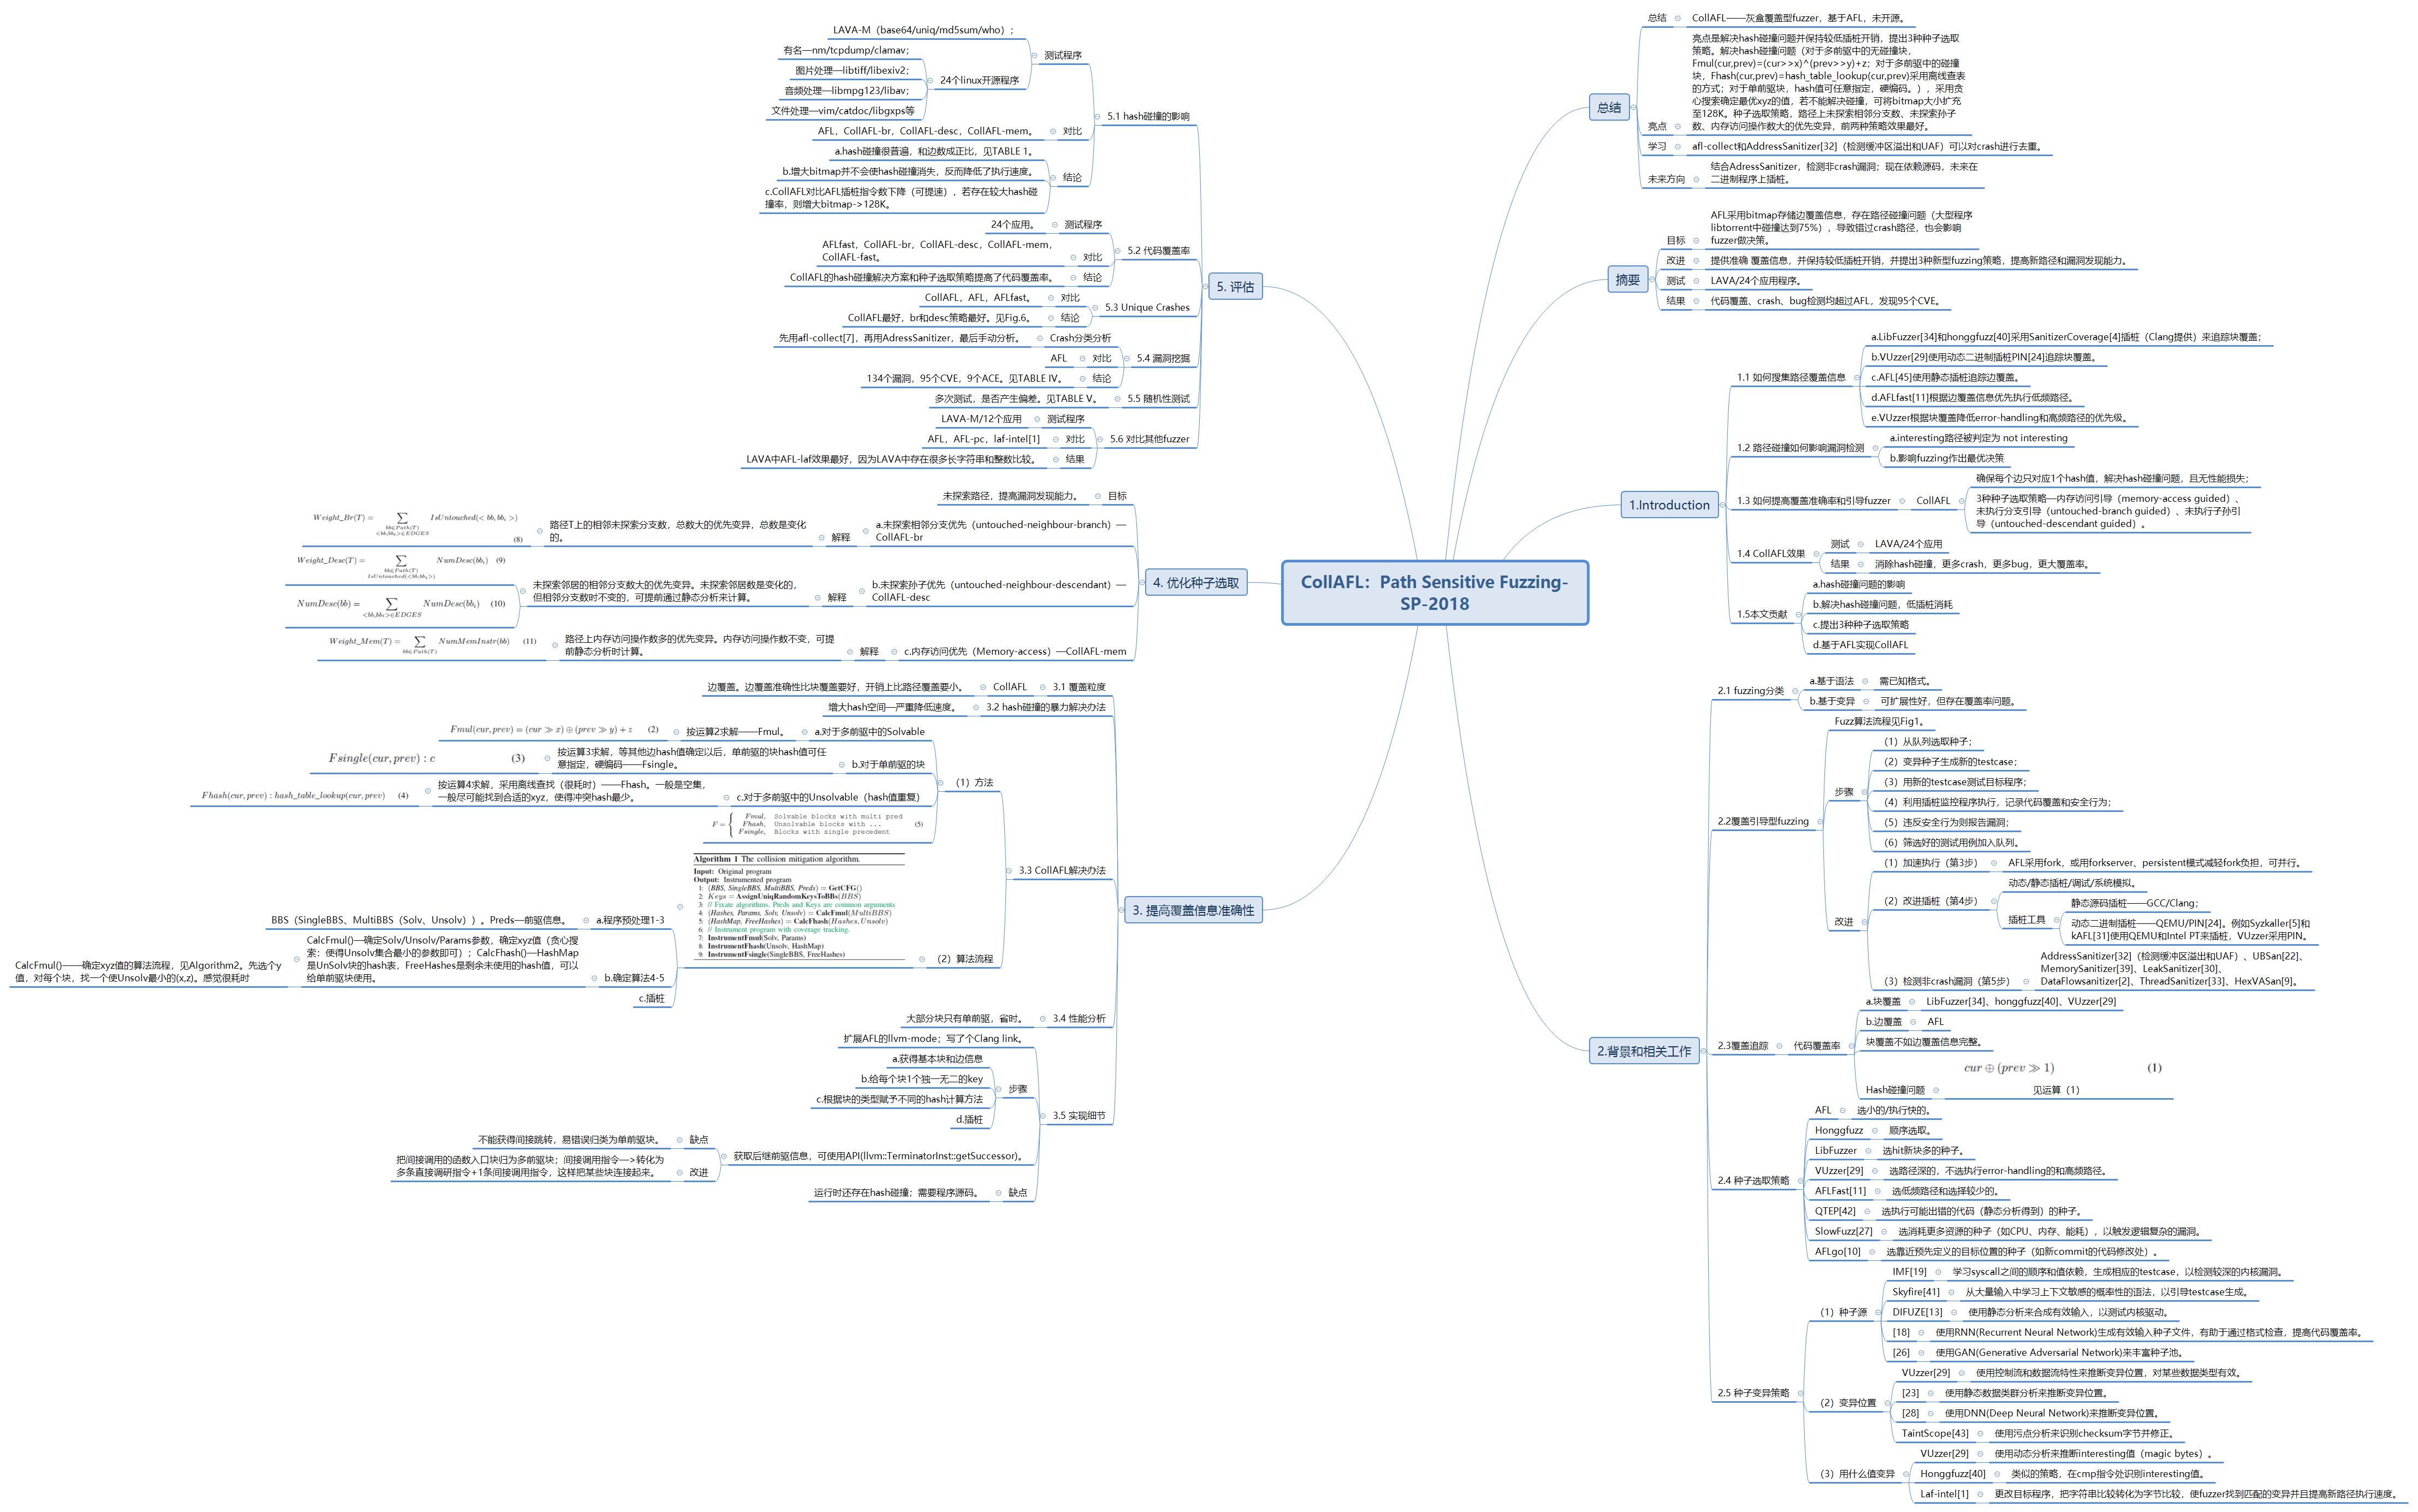 CollAFL：Path Sensitive Fuzzing-
SP-2018
总结
总结
CollAFL——灰盒覆盖型fuzzer，基于AFL，未开源。
亮点
亮点是解决hash碰撞问题并保持较低插桩开销，提出3种种子选取
策略。解决hash碰撞问题（对于多前驱中的无碰撞块，
Fmul(cur,prev)=(cur>>x)^(prev>>y)+z；对于多前驱中的碰撞
块，Fhash(cur,prev)=hash_table_lookup(cur,prev)采用离线查表
的方式；对于单前驱块，hash值可任意指定，硬编码。），采用贪
心搜索确定最优xyz的值，若不能解决碰撞，可将bitmap大小扩充
至128K。种子选取策略，路径上未探索相邻分支数、未探索孙子
数、内存访问操作数大的优先变异，前两种策略效果最好。
学习
afl-collect和AddressSanitizer[32]（检测缓冲区溢出和UAF）可以对crash进行去重。
未来方向
结合AdressSanitizer，检测非crash漏洞；现在依赖源码，未来在
二进制程序上插桩。
摘要
目标
AFL采用bitmap存储边覆盖信息，存在路径碰撞问题（大型程序
libtorrent中碰撞达到75%），导致错过crash路径，也会影响
fuzzer做决策。
改进
提供准确 覆盖信息，并保持较低插桩开销，并提出3种新型fuzzing策略，提高新路径和漏洞发现能力。
测试
LAVA/24个应用程序。
结果
代码覆盖、crash、bug检测均超过AFL，发现95个CVE。
1.Introduction
1.1 如何搜集路径覆盖信息
a.LibFuzzer[34]和honggfuzz[40]采用SanitizerCoverage[4]插桩（Clang提供）来追踪块覆盖；
b.VUzzer[29]使用动态二进制插桩PIN[24]追踪块覆盖。
c.AFL[45]使用静态插桩追踪边覆盖。
d.AFLfast[11]根据边覆盖信息优先执行低频路径。
e.VUzzer根据块覆盖降低error-handling和高频路径的优先级。
1.2 路径碰撞如何影响漏洞检测
a.interesting路径被判定为 not interesting
b.影响fuzzing作出最优决策
1.3 如何提高覆盖准确率和引导fuzzer
CollAFL
确保每个边只对应1个hash值，解决hash碰撞问题，且无性能损失；
3种种子选取策略—内存访问引导（memory-access guided）、
未执行分支引导（untouched-branch guided）、未执行子孙引
导（untouched-descendant guided）。
1.4 CollAFL效果
测试
LAVA/24个应用
结果
消除hash碰撞，更多crash，更多bug，更大覆盖率。
1.5本文贡献
a.hash碰撞问题的影响
b.解决hash碰撞问题，低插桩消耗
c.提出3种种子选取策略
d.基于AFL实现CollAFL
2.背景和相关工作
2.1 fuzzing分类
a.基于语法
需已知格式。
b.基于变异
可扩展性好，但存在覆盖率问题。
2.2覆盖引导型fuzzing
Fuzz算法流程见Fig1。
步骤
（1）从队列选取种子；
（2）变异种子生成新的testcase；
（3）用新的testcase测试目标程序；
（4）利用插桩监控程序执行，记录代码覆盖和安全行为；
（5）违反安全行为则报告漏洞；
（6）筛选好的测试用例加入队列。
改进
（1）加速执行（第3步）
AFL采用fork，或用forkserver、persistent模式减轻fork负担，可并行。
（2）改进插桩（第4步）
动态/静态插桩/调试/系统模拟。
插桩工具
静态源码插桩——GCC/Clang；
动态二进制插桩——QEMU/PIN[24]。例如Syzkaller[5]和
kAFL[31]使用QEMU和Intel PT来插桩，VUzzer采用PIN。
（3）检测非crash漏洞（第5步）
AddressSanitizer[32]（检测缓冲区溢出和UAF）、UBSan[22]、
MemorySanitizer[39]、LeakSanitizer[30]、
DataFlowsanitizer[2]、ThreadSanitizer[33]、HexVASan[9]。
2.3覆盖追踪
代码覆盖率
a.块覆盖
LibFuzzer[34]、honggfuzz[40]、VUzzer[29]
b.边覆盖
AFL
块覆盖不如边覆盖信息完整。
Hash碰撞问题
cur ⊕ (prev ≫ 1) (1)
见运算（1）
2.4 种子选取策略
AFL
选小的/执行快的。
Honggfuzz
顺序选取。
LibFuzzer
选hit新块多的种子。
VUzzer[29]
选路径深的，不选执行error-handling的和高频路径。
AFLFast[11]
选低频路径和选择较少的。
QTEP[42]
选执行可能出错的代码（静态分析得到）的种子。
SlowFuzz[27]
选消耗更多资源的种子（如CPU、内存、能耗），以触发逻辑复杂的漏洞。
AFLgo[10]
选靠近预先定义的目标位置的种子（如新commit的代码修改处）。
2.5 种子变异策略
（1）种子源
IMF[19]
学习syscall之间的顺序和值依赖，生成相应的testcase，以检测较深的内核漏洞。
Skyfire[41]
从大量输入中学习上下文敏感的概率性的语法，以引导testcase生成。
DIFUZE[13]
使用静态分析来合成有效输入，以测试内核驱动。
[18]
使用RNN(Recurrent Neural Network)生成有效输入种子文件，有助于通过格式检查，提高代码覆盖率。
[26]
使用GAN(Generative Adversarial Network)来丰富种子池。
（2）变异位置
VUzzer[29]
使用控制流和数据流特性来推断变异位置，对某些数据类型有效。
[23]
使用静态数据类群分析来推断变异位置。
[28]
使用DNN(Deep Neural Network)来推断变异位置。
TaintScope[43]
使用污点分析来识别checksum字节并修正。
（3）用什么值变异
VUzzer[29]
使用动态分析来推断interesting值（magic bytes）。
Honggfuzz[40]
类似的策略，在cmp指令处识别interesting值。
Laf-intel[1]
更改目标程序，把字符串比较转化为字节比较，使fuzzer找到匹配的变异并且提高新路径执行速度。
3. 提高覆盖信息准确性
3.1 覆盖粒度
CollAFL
边覆盖。边覆盖准确性比块覆盖要好，开销上比路径覆盖要小。
3.2 hash碰撞的暴力解决办法
增大hash空间—严重降低速度。
3.3 CollAFL解决办法
（1）方法
a.对于多前驱中的Solvable
按运算2求解——Fmul。
Fmul(cur, prev) = (cur ≫ x) ⊕ (prev ≫ y) + z (2)
b.对于单前驱的块
按运算3求解，等其他边hash值确定以后，单前驱的块hash值可任
意指定，硬编码——Fsingle。
Fsingle(cur, prev) : c (3)
c.对于多前驱中的Unsolvable（hash值重复）
按运算4求解，采用离线查找（很耗时）——Fhash。一般是空集，
一般尽可能找到合适的xyz，使得冲突hash最少。
Fhash(cur, prev) : hash_table_lookup(cur, prev) (4)
F = { Fmul, Solvable blocks with multi pred
Fhash, Unsolvable blocks with ... (5)
Fsingle, Blocks with single precedent
（2）算法流程
Algorithm 1 The collision mitigation algorithm.
Input: Original program
Output: Instrumented program
1: (BBS, SingleBBS, MultiBBS, Preds) = GetCFG()
2: Keys = AssignUniqRandomKeysToBBs(BBS)
3: // Fixate algorithms. Preds and Keys are common arguments
4: (Hashes, Params, Solv, Unsolv) = CalcFmul(MultiBBS)
5: (HashMap, FreeHashes) = CalcFhash(Hashes, Unsolv)
6: // Instrument program with coverage tracking.
7: InstrumentFmul(Solv, Params)
8: InstrumentFhash(Unsolv, HashMap)
9: InstrumentFsingle(SingleBBS, FreeHashes)
a.程序预处理1-3
BBS（SingleBBS、MultiBBS（Solv、Unsolv））。Preds—前驱信息。
b.确定算法4-5
CalcFmul()—确定Solv/Unsolv/Params参数，确定xyz值（贪心搜
索：使得Unsolv集合最小的参数即可）；CalcFhash()—HashMap
是UnSolv块的hash表，FreeHashes是剩余未使用的hash值，可以
给单前驱块使用。
CalcFmul()——确定xyz值的算法流程，见Algorithm2。先选个y
值，对每个块，找一个使Unsolv最小的(x,z)。感觉很耗时
c.插桩
3.4 性能分析
大部分块只有单前驱，省时。
3.5 实现细节
扩展AFL的llvm-mode；写了个Clang link。
步骤
a.获得基本块和边信息
b.给每个块1个独一无二的key
c.根据块的类型赋予不同的hash计算方法
d.插桩
获取后继前驱信息，可使用API(llvm::TerminatorInst::getSuccessor)。
缺点
不能获得间接跳转，易错误归类为单前驱块。
改进
把间接调用的函数入口块归为多前驱块；间接调用指令—>转化为
多条直接调研指令+1条间接调用指令，这样把某些块连接起来。
缺点
运行时还存在hash碰撞；需要程序源码。
4. 优化种子选取
目标
未探索路径，提高漏洞发现能力。
a.未探索相邻分支优先（untouched-neighbour-branch）—
CollAFL-br
解释
路径T上的相邻未探索分支数，总数大的优先变异，总数是变化
的。
Weight_Br(T) = ∑ IsUntouched(< bb, bbᵢ >)
bb∈Path(T)
<bb,bbᵢ>∈EDGES
(8)
b.未探索孙子优先（untouched-neighbour-descendant）—
CollAFL-desc
解释
未探索邻居的相邻分支数大的优先变异。未探索邻居数是变化的，
但相邻分支数时不变的，可提前通过静态分析来计算。
Weight_Desc(T) = ∑ NumDesc(bbᵢ) (9)
bb∈Path(T)
IsUntouched(<bb,bbᵢ>)
NumDesc(bb) = ∑ NumDesc(bbᵢ) (10)
<bb,bbᵢ>∈EDGES
c.内存访问优先（Memory-access）—CollAFL-mem
解释
路径上内存访问操作数多的优先变异。内存访问操作数不变，可提
前静态分析时计算。
Weight_Mem(T) = ∑ NumMemInstr(bb) (11)
bb∈Path(T)
5. 评估
5.1 hash碰撞的影响
测试程序
LAVA-M（base64/uniq/md5sum/who）；
24个linux开源程序
有名—nm/tcpdump/clamav；
图片处理—libtiff/libexiv2；
音频处理—libmpg123/libav；
文件处理—vim/catdoc/libgxps等
对比
AFL，CollAFL-br，CollAFL-desc，CollAFL-mem。
结论
a.hash碰撞很普遍，和边数成正比，见TABLE 1。
b.增大bitmap并不会使hash碰撞消失，反而降低了执行速度。
c.CollAFL对比AFL插桩指令数下降（可提速），若存在较大hash碰
撞率，则增大bitmap->128K。
5.2 代码覆盖率
测试程序
24个应用。
对比
AFLfast，CollAFL-br，CollAFL-desc，CollAFL-mem，
CollAFL-fast。
结论
CollAFL的hash碰撞解决方案和种子选取策略提高了代码覆盖率。
5.3 Unique Crashes
对比
CollAFL，AFL，AFLfast。
结论
CollAFL最好，br和desc策略最好。见Fig.6。
5.4 漏洞挖掘
Crash分类分析
先用afl-collect[7]，再用AdressSanitizer，最后手动分析。
对比
AFL
结论
134个漏洞，95个CVE，9个ACE。见TABLE IV。
5.5 随机性测试
多次测试，是否产生偏差。见TABLE V。
5.6 对比其他fuzzer
测试程序
LAVA-M/12个应用
对比
AFL，AFL-pc，laf-intel[1]
结果
LAVA中AFL-laf效果最好，因为LAVA中存在很多长字符串和整数比较。